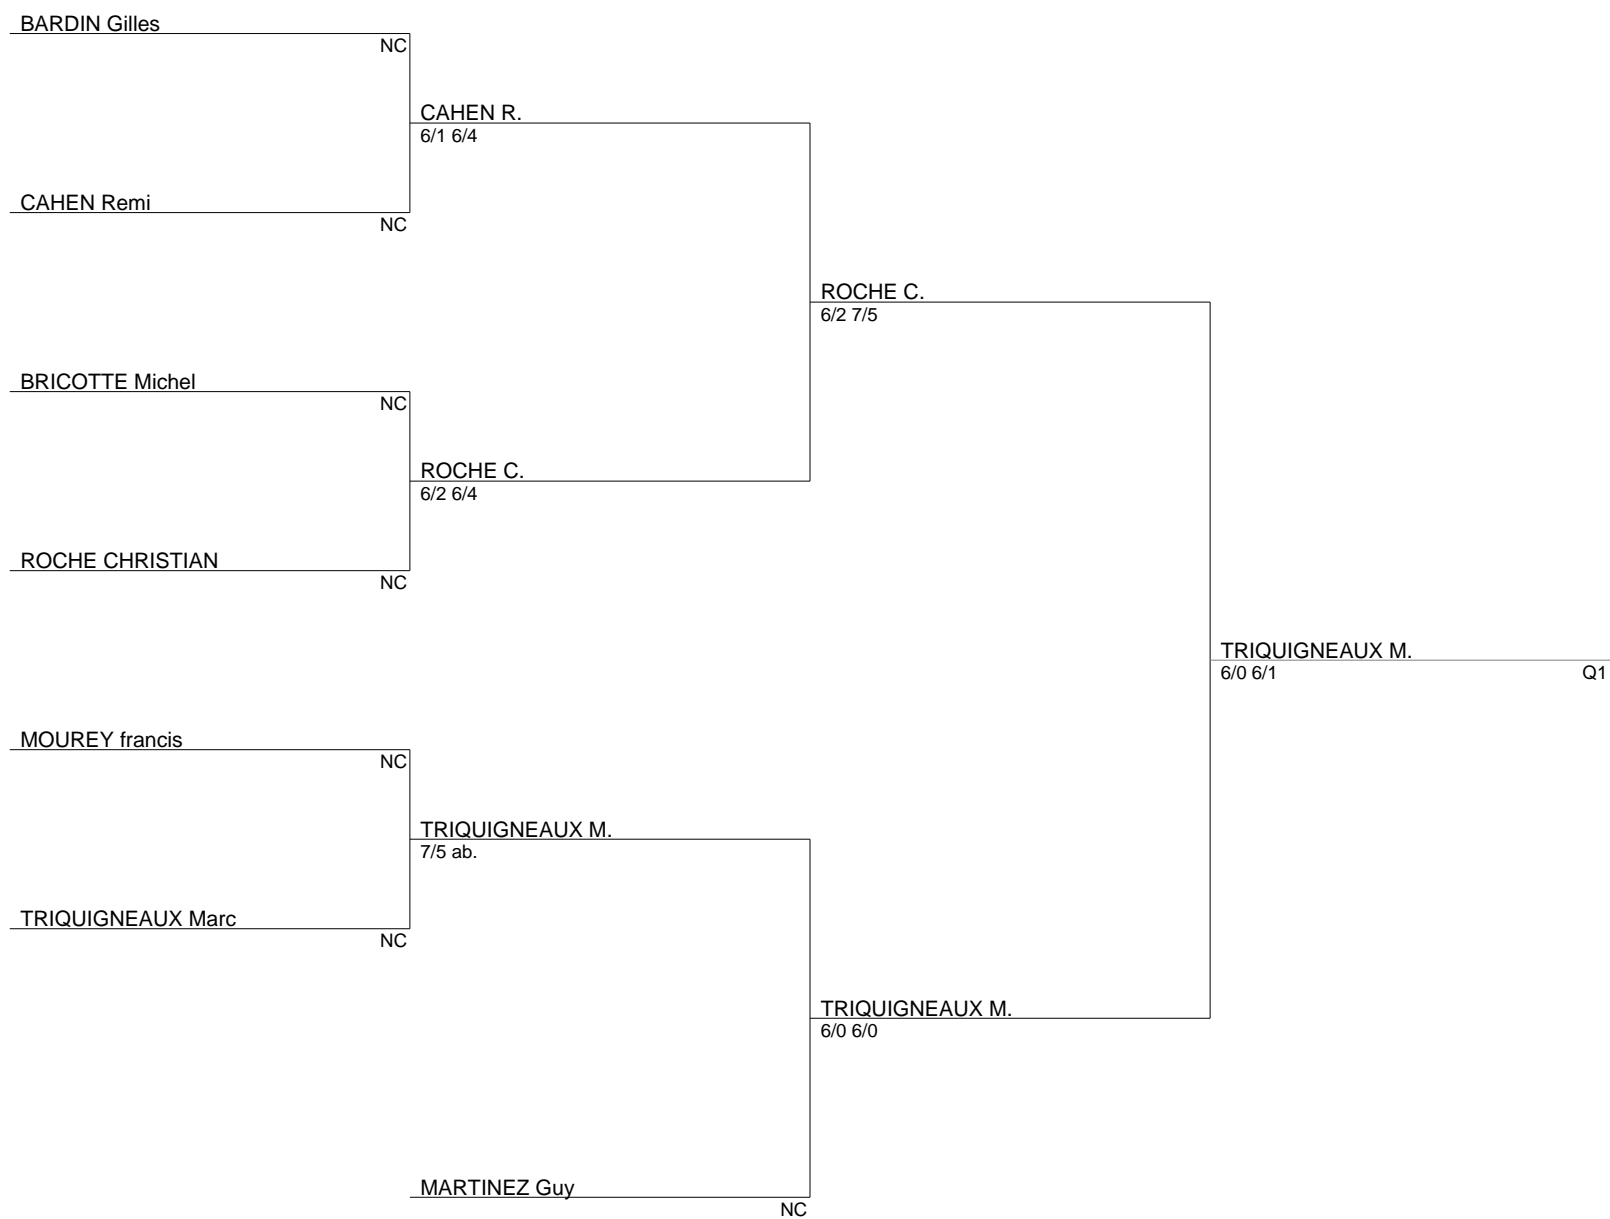 BARDIN Gilles
NC
CAHEN R.
6/1 6/4
CAHEN Remi
NC
ROCHE C.
6/2 7/5
BRICOTTE Michel
NC
ROCHE C.
6/2 6/4
ROCHE CHRISTIAN
NC
TRIQUIGNEAUX M.
6/0 6/1
Q1
MOUREY francis
NC
TRIQUIGNEAUX M.
7/5 ab.
TRIQUIGNEAUX Marc
NC
TRIQUIGNEAUX M.
6/0 6/0
MARTINEZ Guy
NC